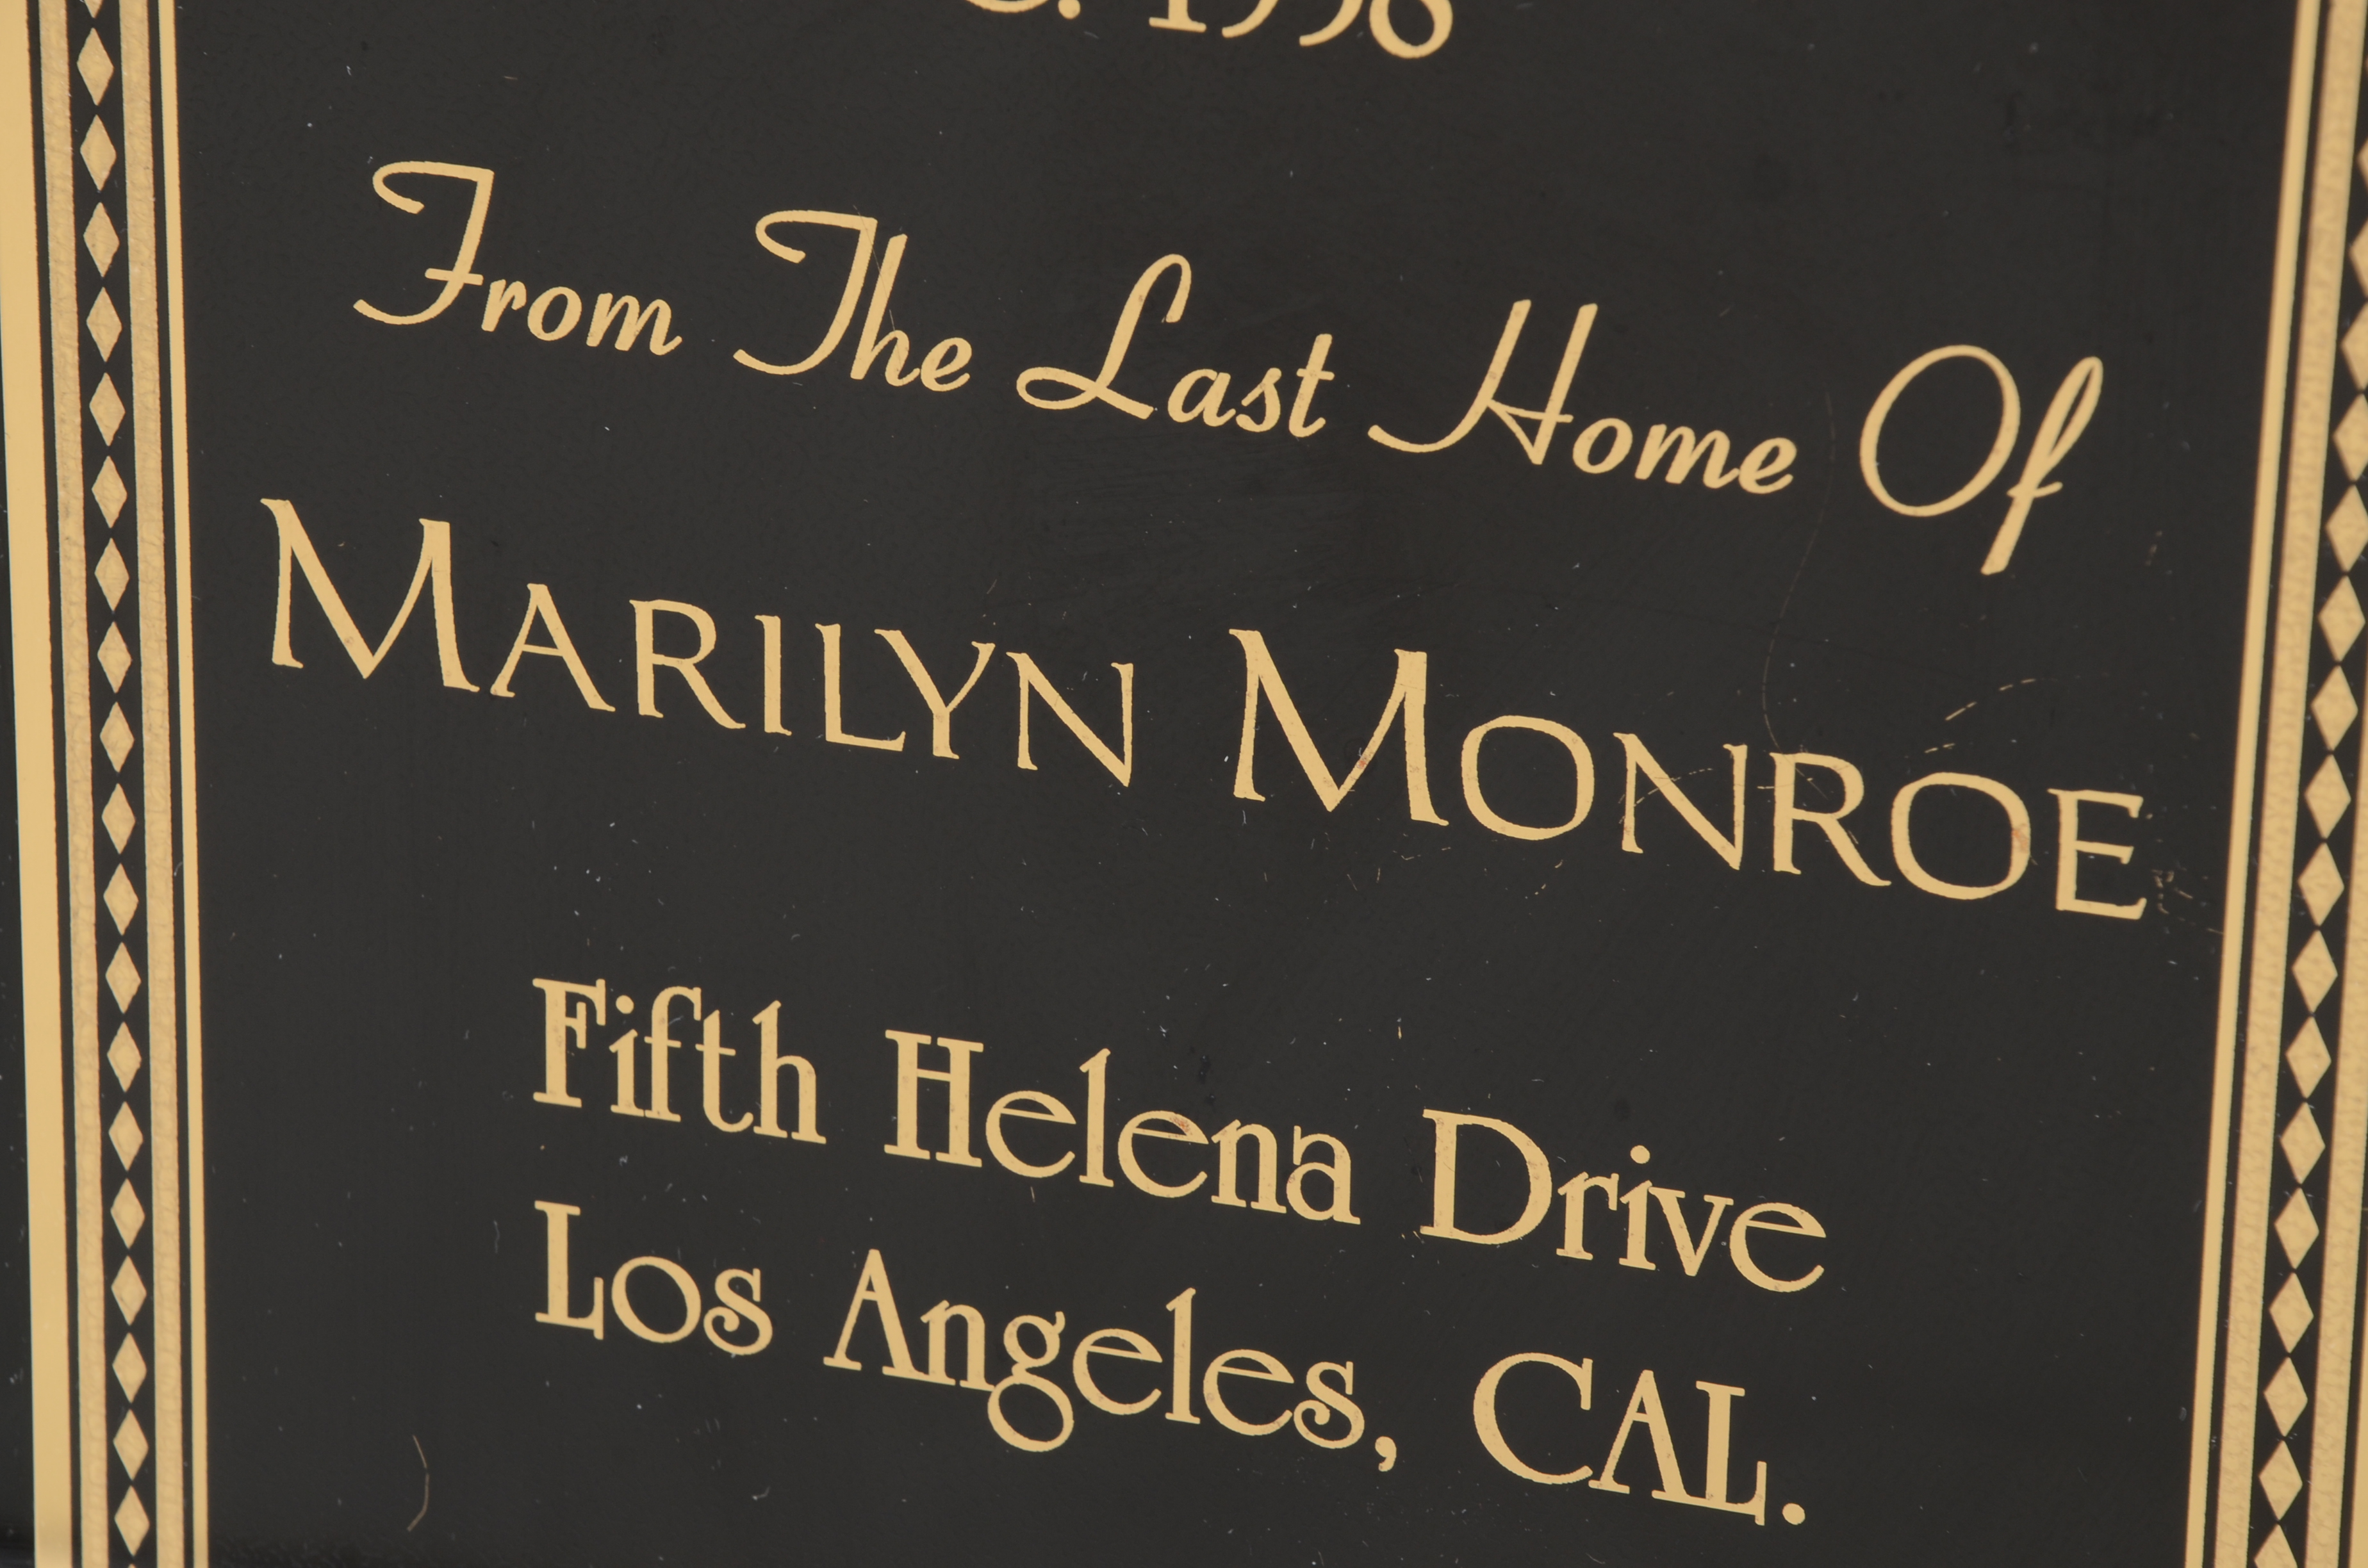 From The Last Home Of
MARILYN MONROE
Fifth Helena Drive
Los Angeles, CAL.